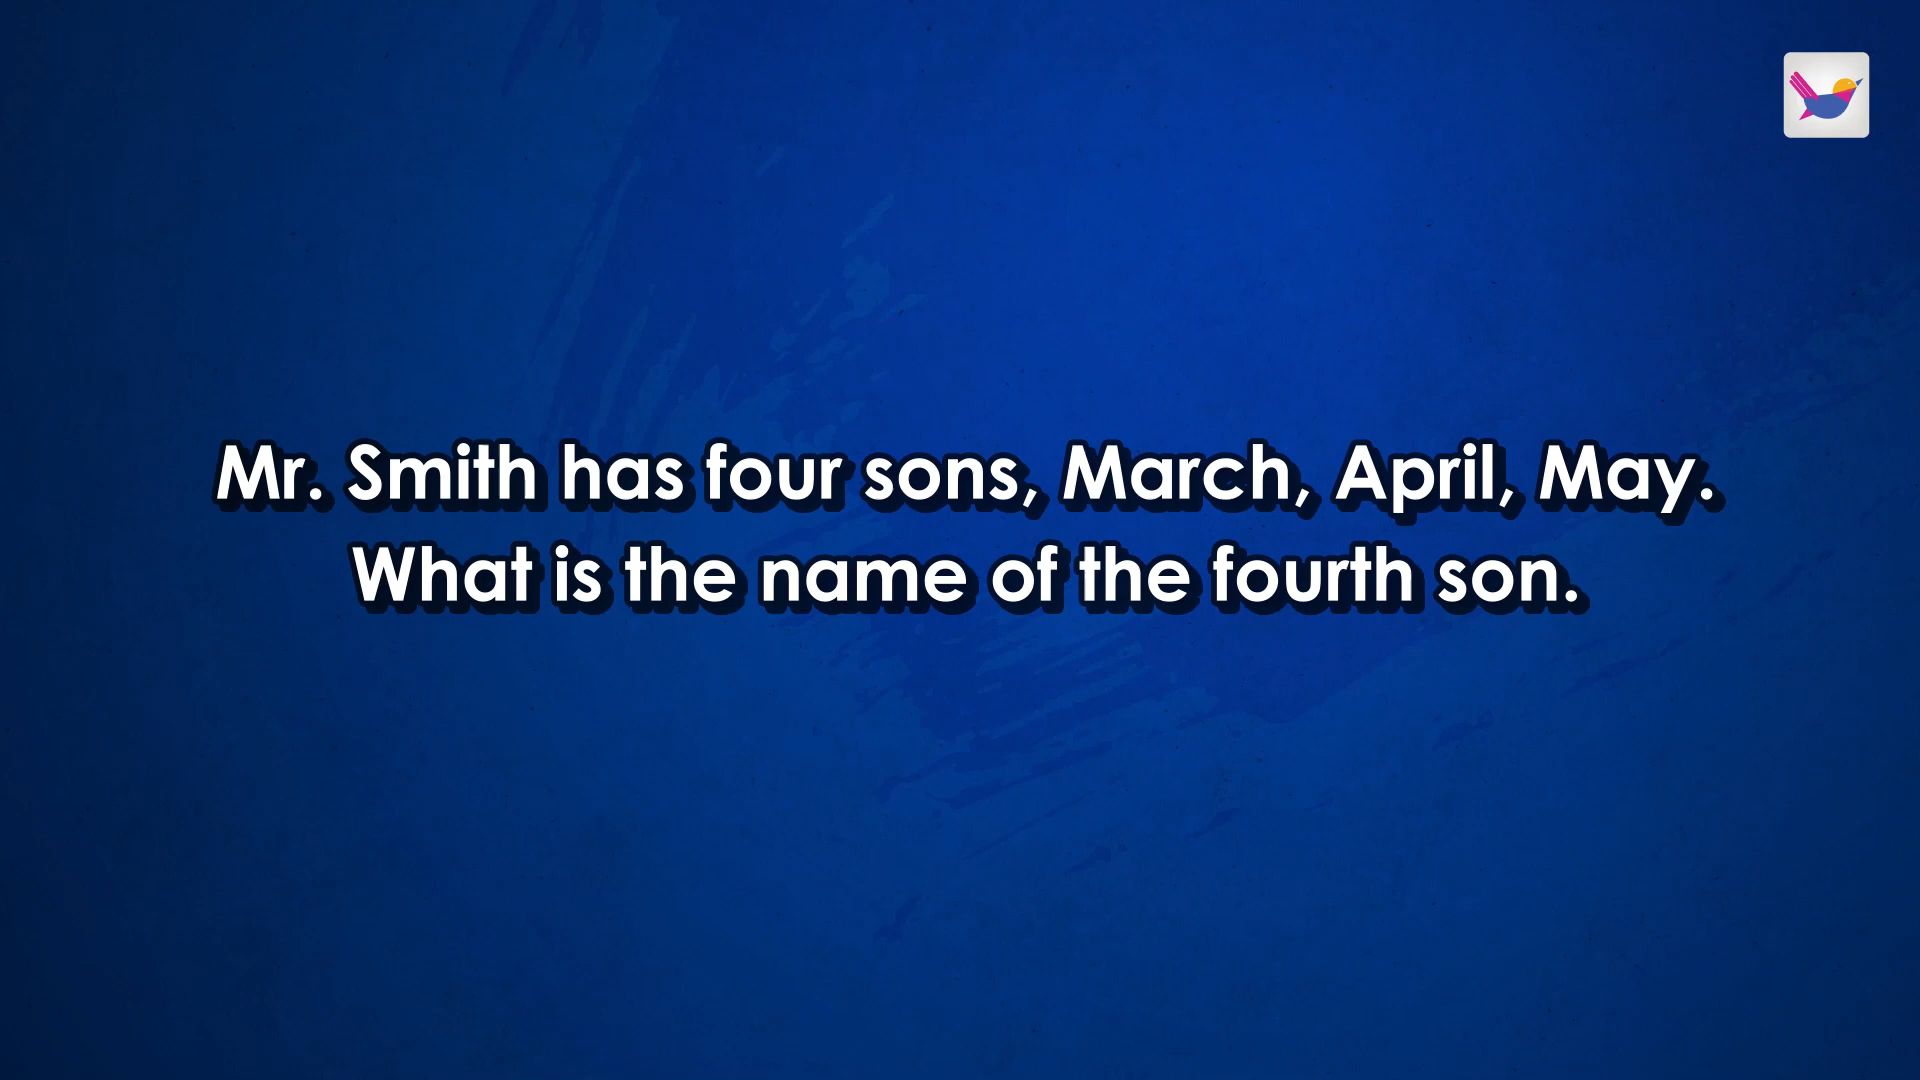 Mr. Smith has four sons, March, April, May.
What is the name of the fourth son.